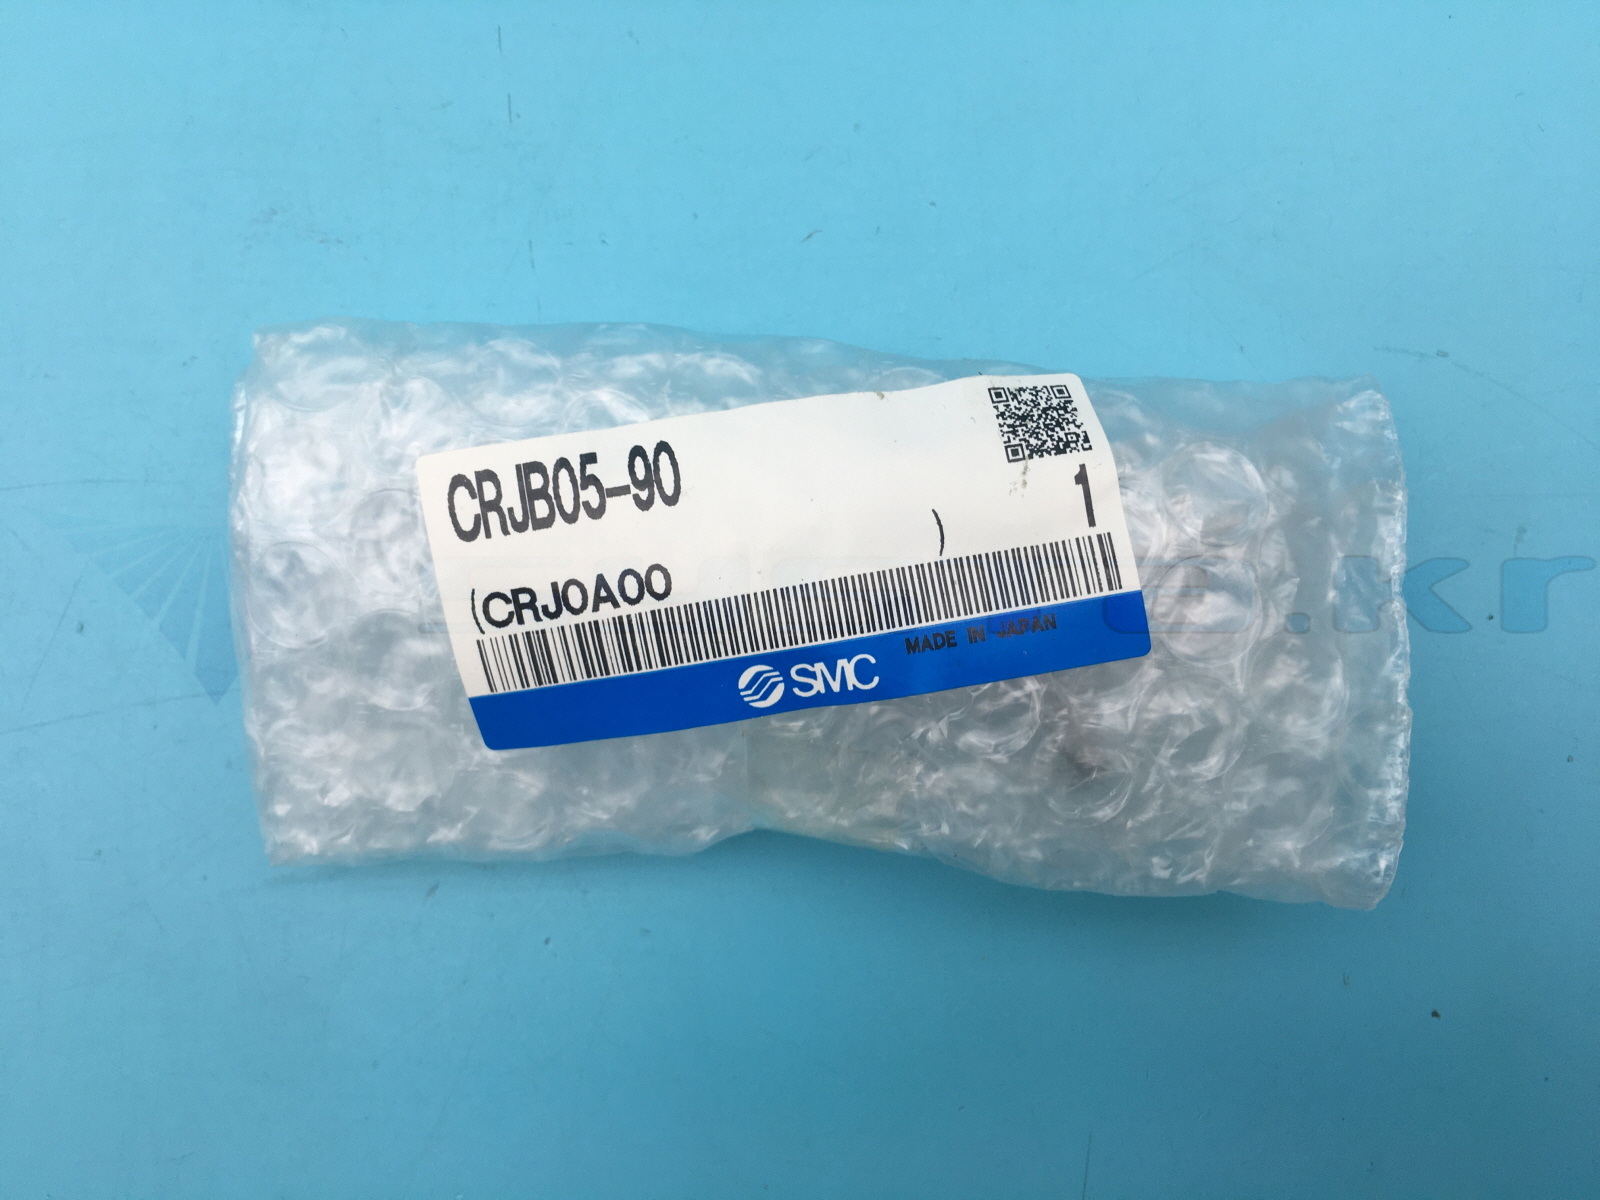 CRJB05-90
1
(CRJ0A00 )
SMC
MADE IN JAPAN